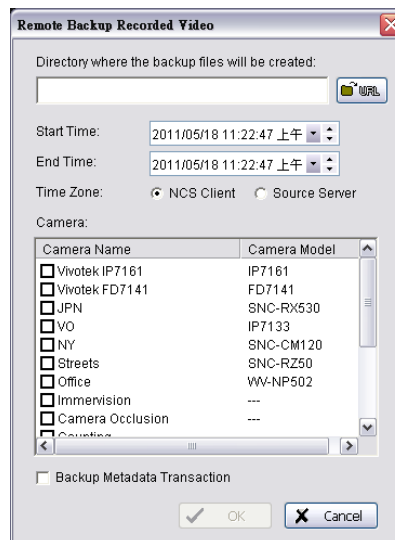 Remote Backup Recorded Video
Directory where the backup files will be created:
URL
Start Time: 2011/05/18 11:22:47 上午
End Time: 2011/05/18 11:22:47 上午
Time Zone: NCS Client Source Server
Camera:
Camera Name Camera Model
Vivotek IP7161 IP7161
Vivotek FD7141 FD7141
JPN SNC-RX530
VO IP7133
NY SNC-CM120
Streets SNC-RZ50
Office WV-NP502
Immervision ---
Camera Occlusion ---
Counting
Backup Metadata Transaction
OK Cancel